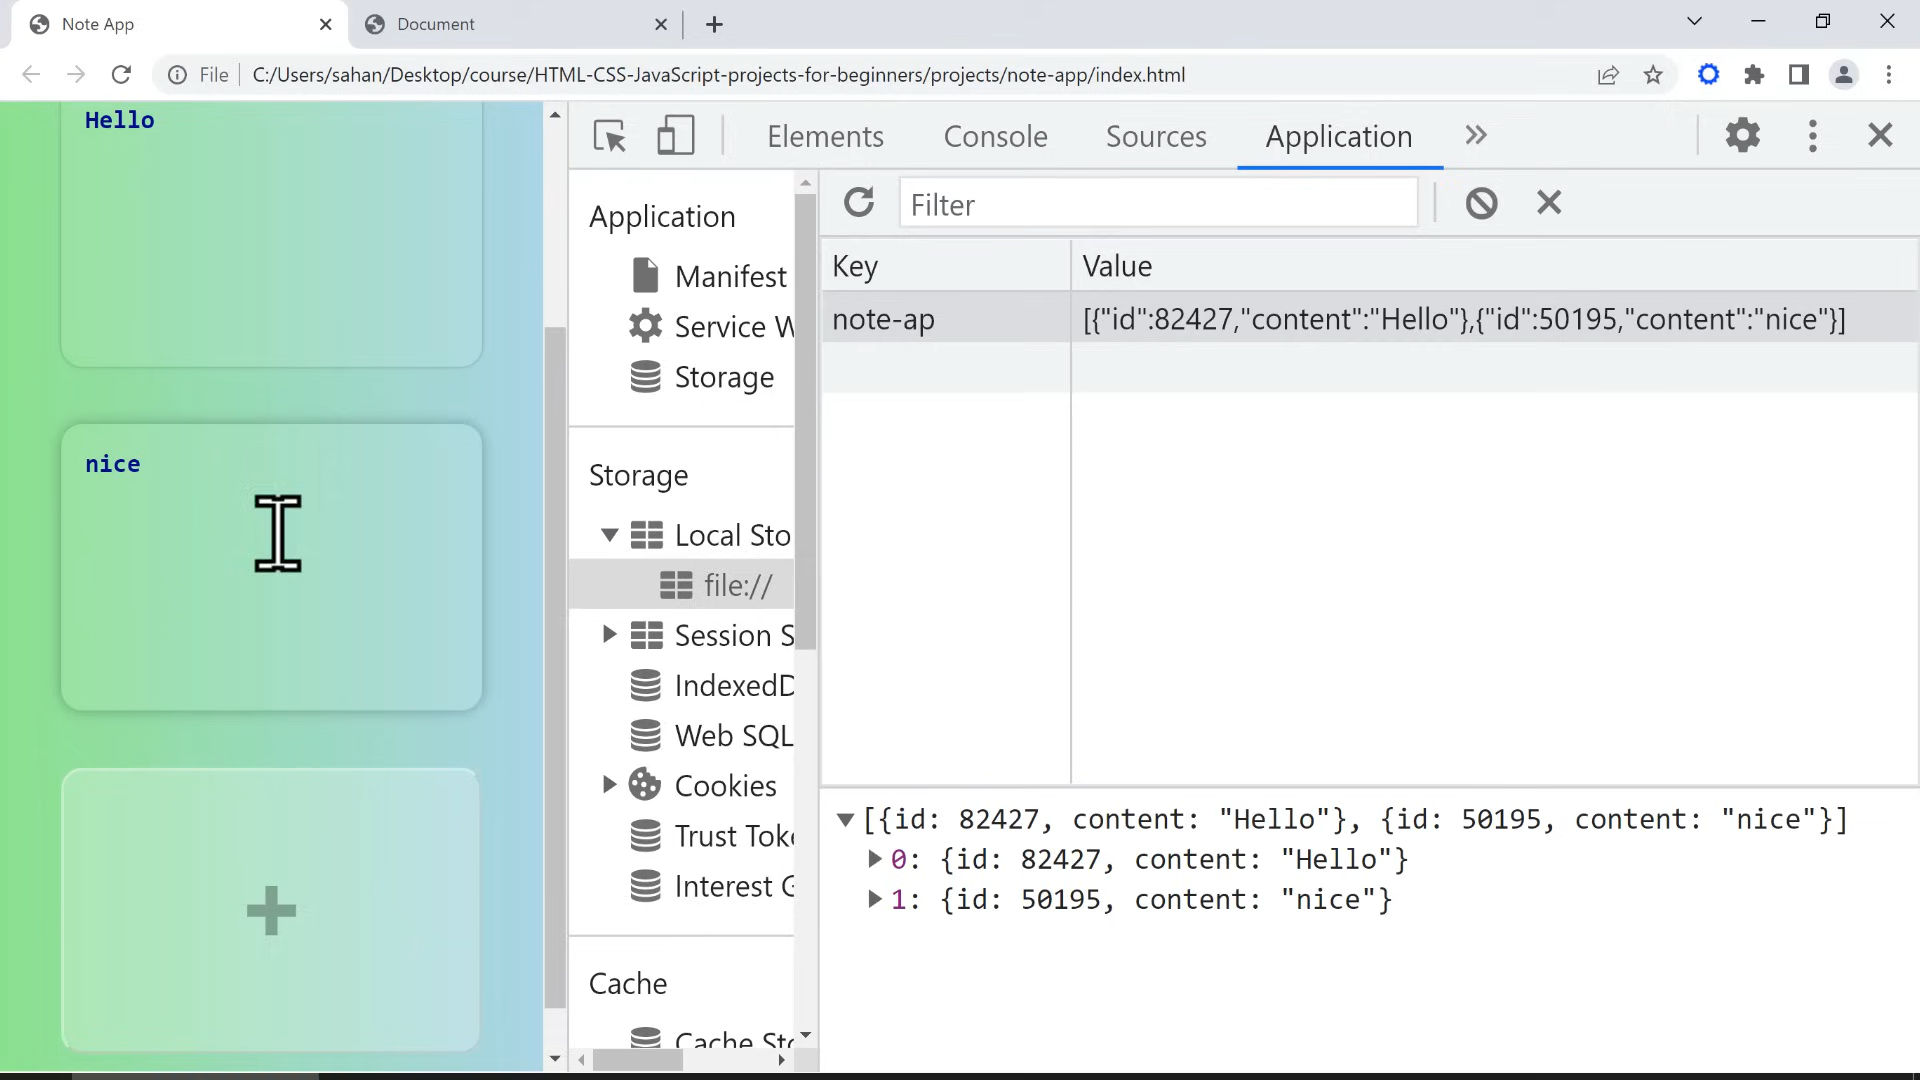 Note App
Document
File
C:/Users/sahan/Desktop/course/HTML-CSS-JavaScript-projects-for-beginners/projects/note-app/index.html
Hello
nice
+
Elements
Console
Sources
Application
Application
Manifest
Service W
Storage
Storage
Local Sto
file://
Session S
IndexedD
Web SQL
Cookies
Trust Toke
Interest G
Cache
Cache Sto
Filter
Key Value
note-ap [{"id":82427,"content":"Hello"},{"id":50195,"content":"nice"}]
[{id: 82427, content: "Hello"}, {id: 50195, content: "nice"}]
0: {id: 82427, content: "Hello"}
1: {id: 50195, content: "nice"}